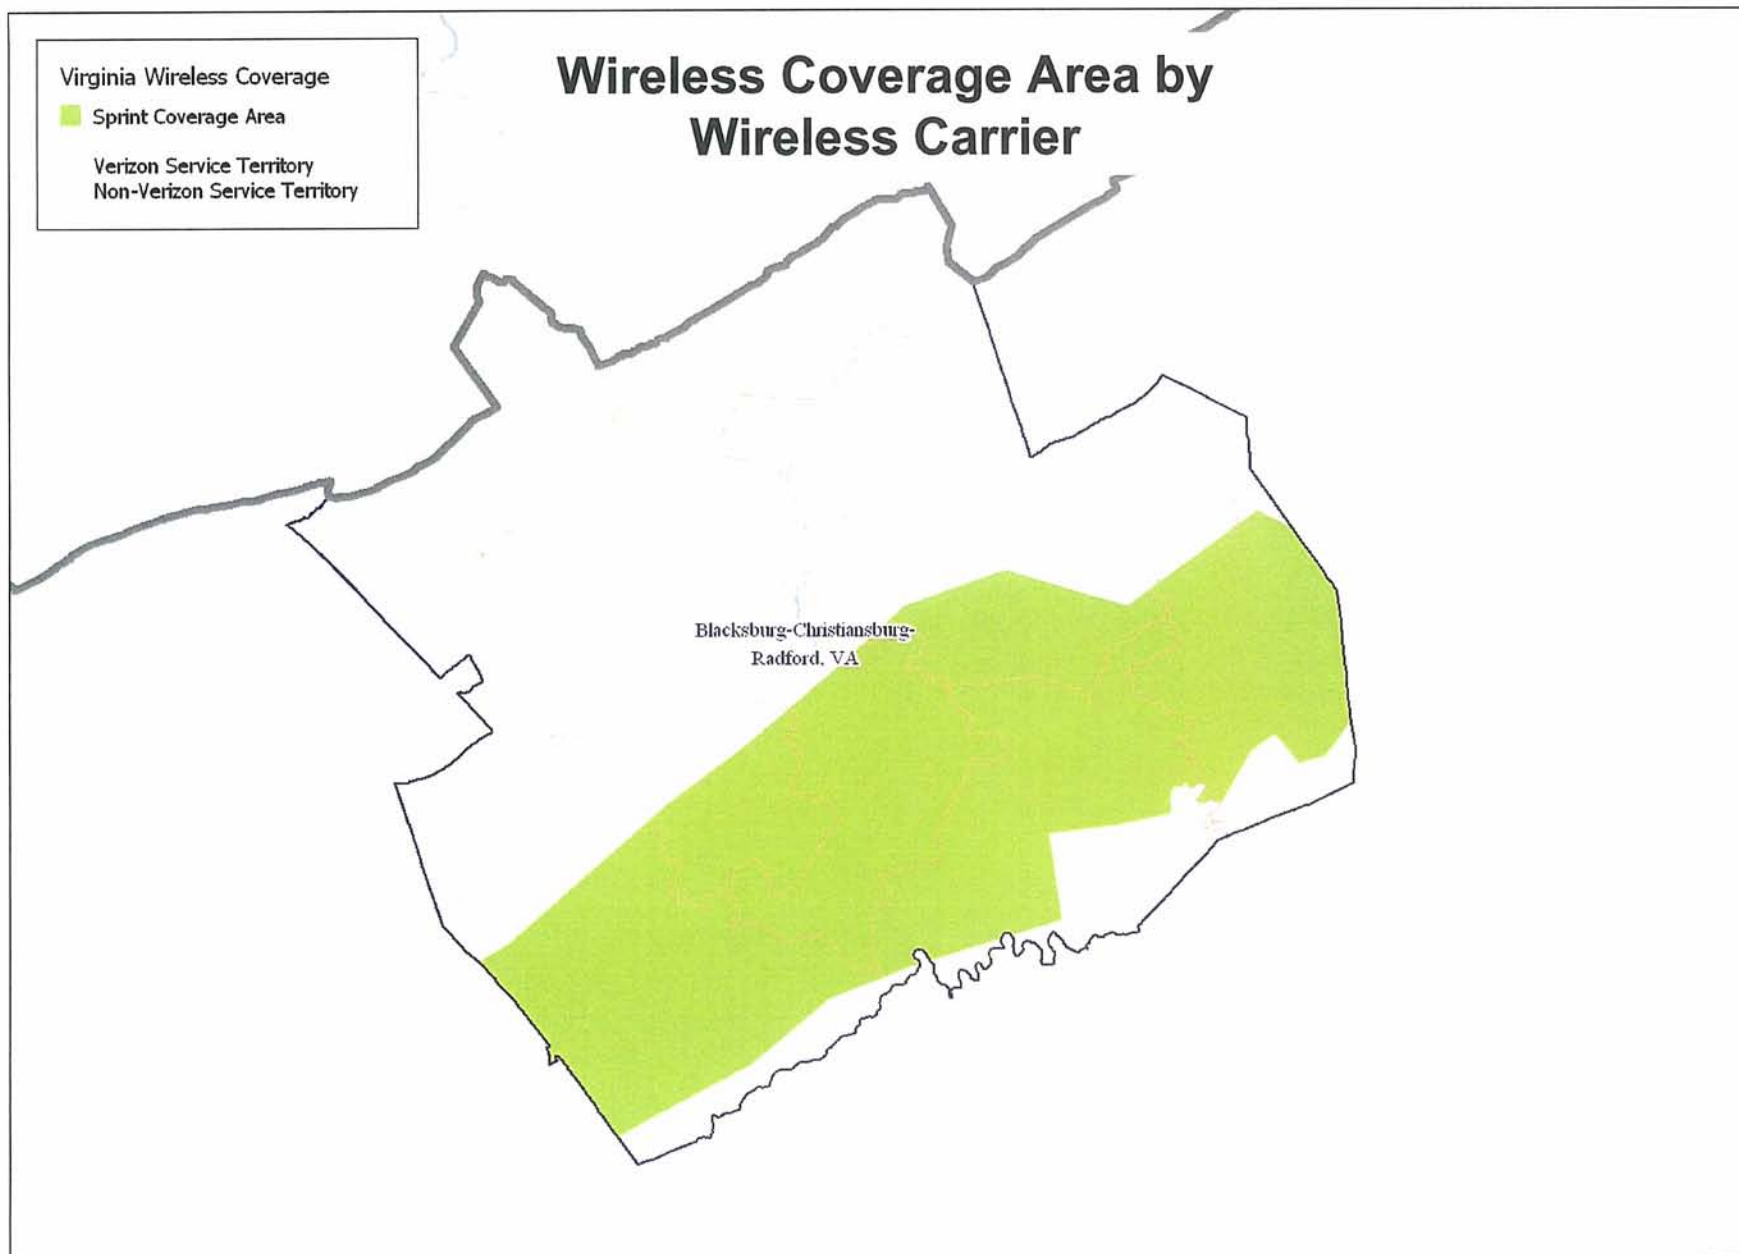 Wireless Coverage Area by
Wireless Carrier
Virginia Wireless Coverage
Sprint Coverage Area
Verizon Service Territory
Non-Verizon Service Territory
Blacksburg-Christiansburg-
Radford, VA